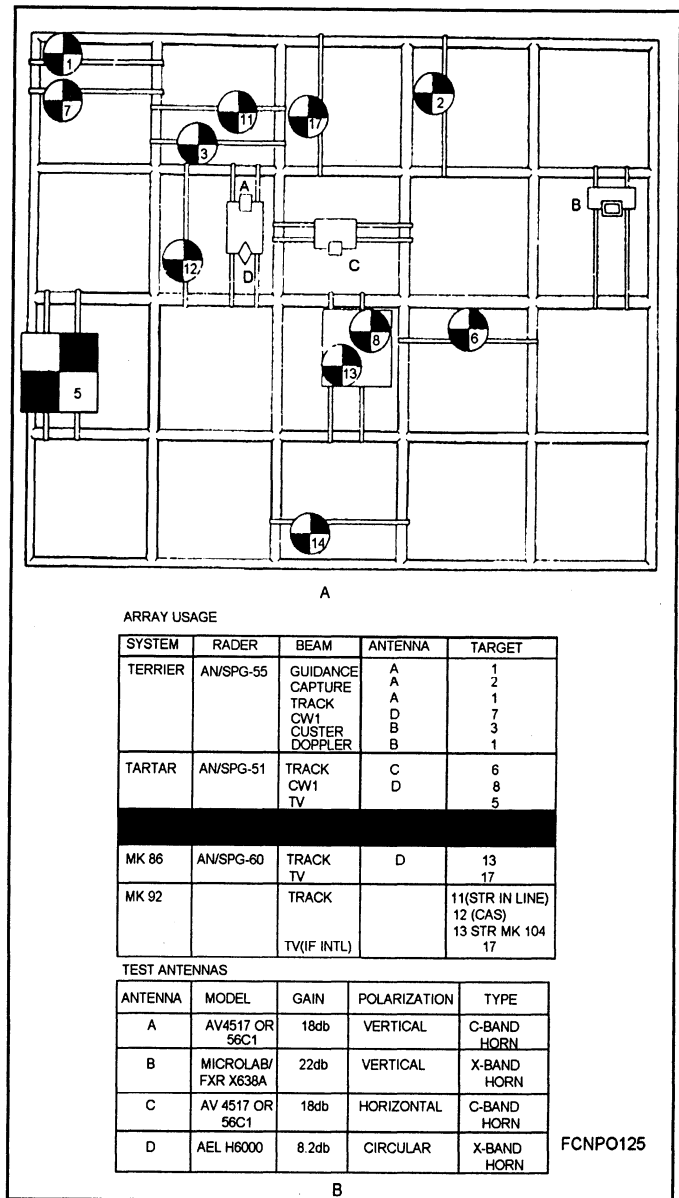 1
7
11
17
2
3
A
B
C
D
12
8
6
13
5
14
A
ARRAY USAGE
SYSTEM RADER BEAM ANTENNA TARGET
TERRIER AN/SPG-55 GUIDANCE A 1
CAPTURE A 2
TRACK A 1
CW1 D 7
CUSTER B 3
DOPPLER B 1
TARTAR AN/SPG-51 TRACK C 6
CW1 D 8
TV 5
MK 86 AN/SPG-60 TRACK D 13
TV 17
MK 92 TRACK 11(STR IN LINE)
12 (CAS)
13 STR MK 104
TV(IF INTL) 17
TEST ANTENNAS
ANTENNA MODEL GAIN POLARIZATION TYPE
A AV4517 OR 18db VERTICAL C-BAND
56C1 HORN
B MICROLAB/ 22db VERTICAL X-BAND
FXR X638A HORN
C AV 4517 OR 18db HORIZONTAL C-BAND
56C1 HORN
D AEL H6000 8.2db CIRCULAR X-BAND
HORN
FCNPO125
B